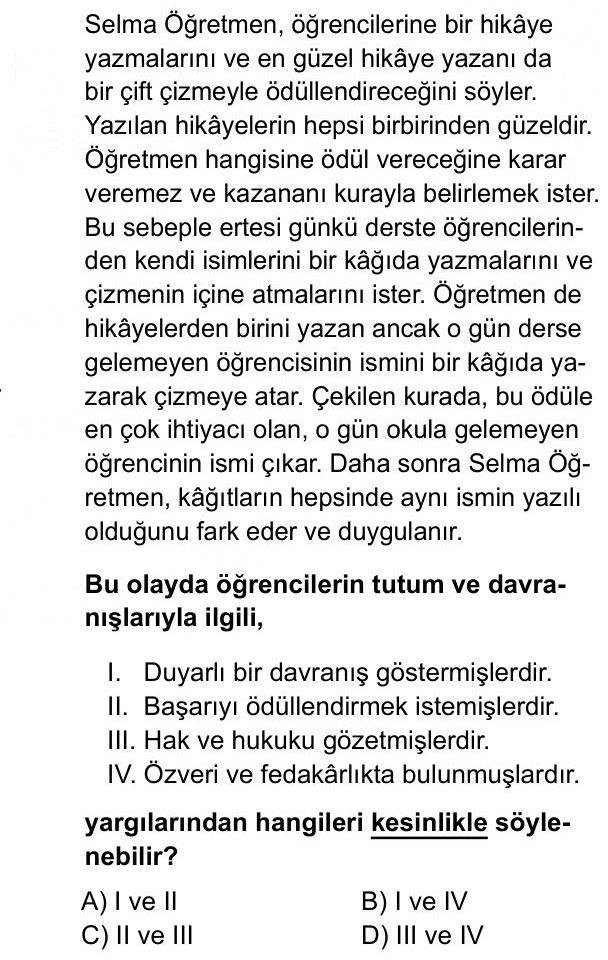 Selma Öğretmen, öğrencilerine bir hikâye
yazmalarını ve en güzel hikâye yazanı da
bir çift çizmeyle ödüllendireceğini söyler.
Yazılan hikâyelerin hepsi birbirinden güzeldir.
Öğretmen hangisine ödül vereceğine karar
veremez ve kazananı kurayla belirlemek ister.
Bu sebeple ertesi günkü derste öğrencilerin-
den kendi isimlerini bir kâğıda yazmalarını ve
çizmenin içine atmalarını ister. Öğretmen de
hikâyelerden birini yazan ancak o gün derse
gelemeyen öğrencisinin ismini bir kâğıda ya-
zarak çizmeye atar. Çekilen kurada, bu ödüle
en çok ihtiyacı olan, o gün okula gelemeyen
öğrencinin ismi çıkar. Daha sonra Selma Öğ-
retmen, kâğıtların hepsinde aynı ismin yazılı
olduğunu fark eder ve duygulanır.
Bu olayda öğrencilerin tutum ve davra-
nışlarıyla ilgili,
I. Duyarlı bir davranış göstermişlerdir.
II. Başarıyı ödüllendirmek istemişlerdir.
III. Hak ve hukuku gözetmişlerdir.
IV. Özveri ve fedakârlıkta bulunmuşlardır.
yargılarından hangileri kesinlikle söyle-
nebilir?
A) I ve II B) I ve IV
C) II ve III D) III ve IV